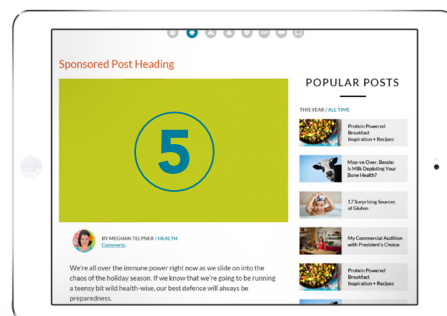 Sponsored Post Heading
5
BY MEGHAN TELPNER / HEALTH
Comments
We're all over the immune power right now as we slide on into the
chaos of the holiday season. If we know that we're going to be running
a teensy bit wild health-wise, our best defence will always be
preparedness.
POPULAR POSTS
THIS YEAR / ALL TIME
Protein Powered
Breakfast
Inspiration + Recipes
Moo-ve Over, Bessie:
Is Milk Depleting Your
Bone Health?
17 Surprising Sources
of Gluten
My Commercial Audition
with President's Choice
Protein Powered
Breakfast
Inspiration + Recipes